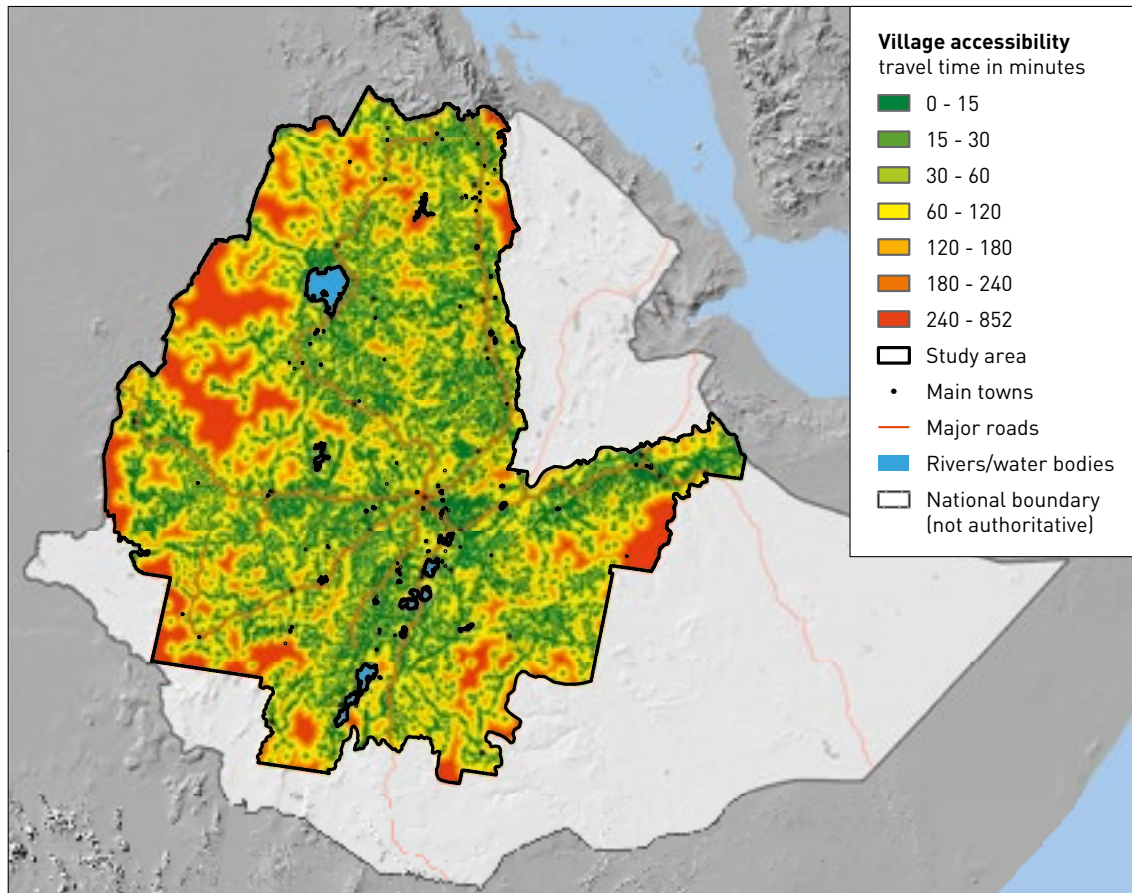 Village accessibility
travel time in minutes
0 - 15
15 - 30
30 - 60
60 - 120
120 - 180
180 - 240
240 - 852
Study area
Main towns
Major roads
Rivers/water bodies
National boundary
(not authoritative)